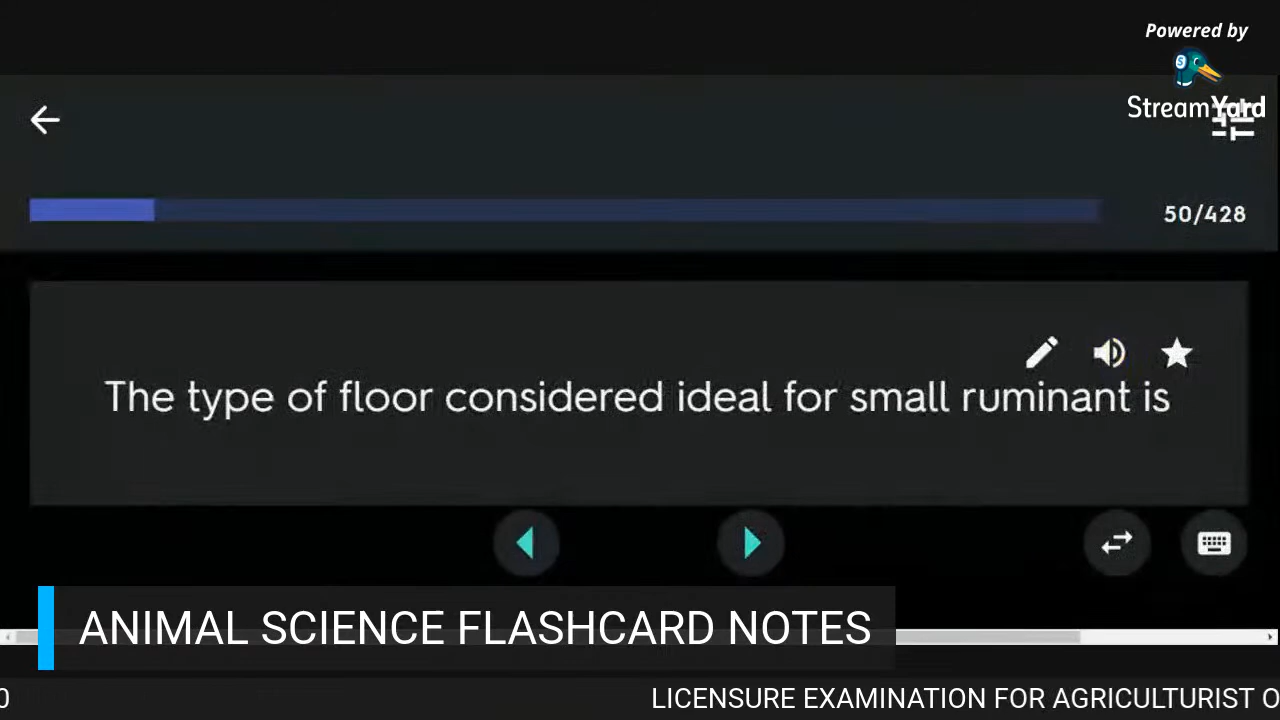 Powered by
StreamYard
50/428
The type of floor considered ideal for small ruminant is
ANIMAL SCIENCE FLASHCARD NOTES
0
LICENSURE EXAMINATION FOR AGRICULTURIST O